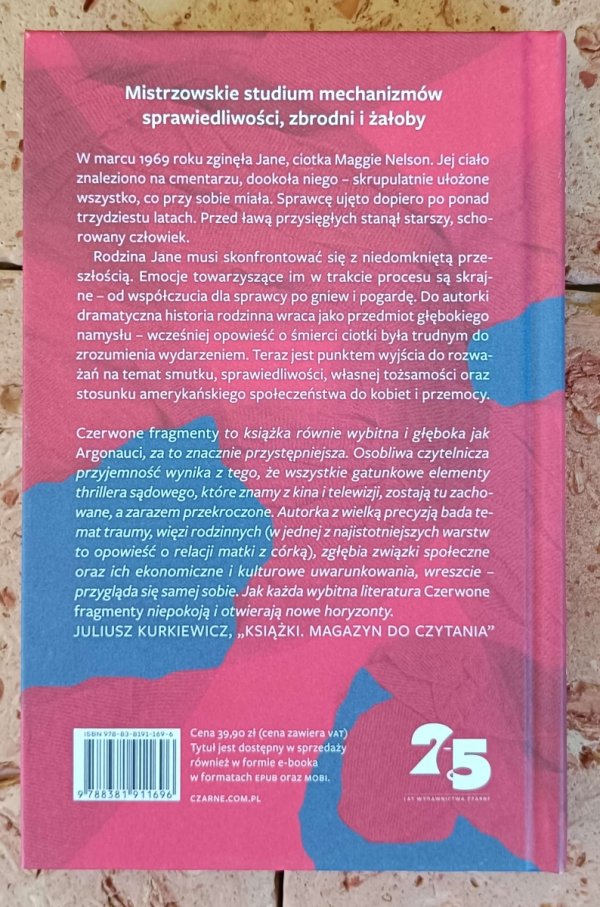 Mistrzowskie studium mechanizmów
sprawiedliwości, zbrodni i żałoby
W marcu 1969 roku zginęła Jane, ciotka Maggie Nelson. Jej ciało
znaleziono na cmentarzu, dookoła niego – skrupulatnie ułożone
wszystko, co przy sobie miała. Sprawcę ujęto dopiero po ponad
trzydziestu latach. Przed ławą przysięgłych stanął starszy, scho-
rowany człowiek.
Rodzina Jane musi skonfrontować się z niedomkniętą prze-
szłością. Emocje towarzyszące im w trakcie procesu są skraj-
ne – od współczucia dla sprawcy po gniew i pogardę. Do autorki
dramatyczna historia rodzinna wraca jako przedmiot głębokiego
namysłu – wcześniej opowieść o śmierci ciotki była trudnym do
zrozumienia wydarzeniem. Teraz jest punktem wyjścia do rozwa-
żań na temat smutku, sprawiedliwości, własnej tożsamości oraz
stosunku amerykańskiego społeczeństwa do kobiet i przemocy.
Czerwone fragmenty to książka równie wybitna i głęboka jak
Argonauci, za to znacznie przystępniejsza. Osobliwa czytelnicza
przyjemność wynika z tego, że wszystkie gatunkowe elementy
thrillera sądowego, które znamy z kina i telewizji, zostają tu zacho-
wane, a zarazem przekroczone. Autorka z wielką precyzją bada te-
mat traumy, więzi rodzinnych (w jednej z najistotniejszych warstw
to opowieść o relacji matki z córką), zgłębia związki społeczne
oraz ich ekonomiczne i kulturowe uwarunkowania, wreszcie –
przygląda się samej sobie. Jak każda wybitna literatura Czerwone
fragmenty niepokoją i otwierają nowe horyzonty.
JULIUSZ KURKIEWICZ, „KSIĄŻKI. MAGAZYN DO CZYTANIA”
ISBN 978-83-8191-169-6
9 788381 911696
Cena 39,90 zł (cena zawiera VAT)
Tytuł jest dostępny w sprzedaży
również w formie e-booka
w formatach EPUB oraz MOBI.
CZARNE.COM.PL
25
LAT WYDAWNICTWA CZARNE